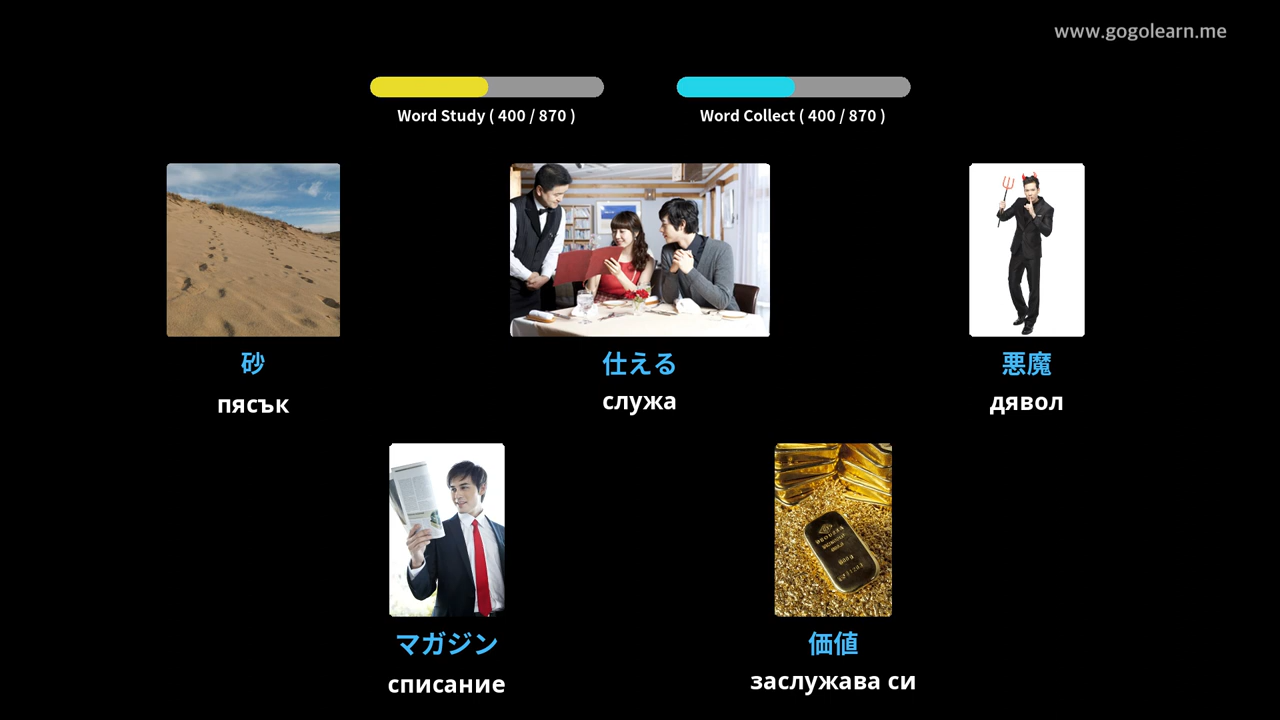 www.gogolearn.me
Word Study ( 400 / 870 )
Word Collect ( 400 / 870 )
砂
仕える
悪魔
пясък
служа
дявол
マガジン
価値
списание
заслужава си